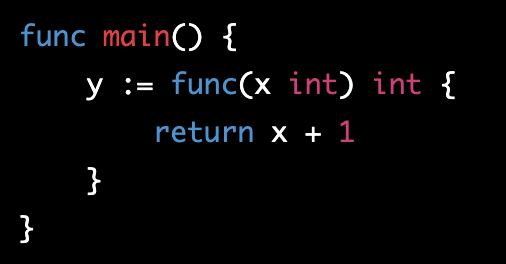 func main() {
    y := func(x int) int {
        return x + 1
    }
}